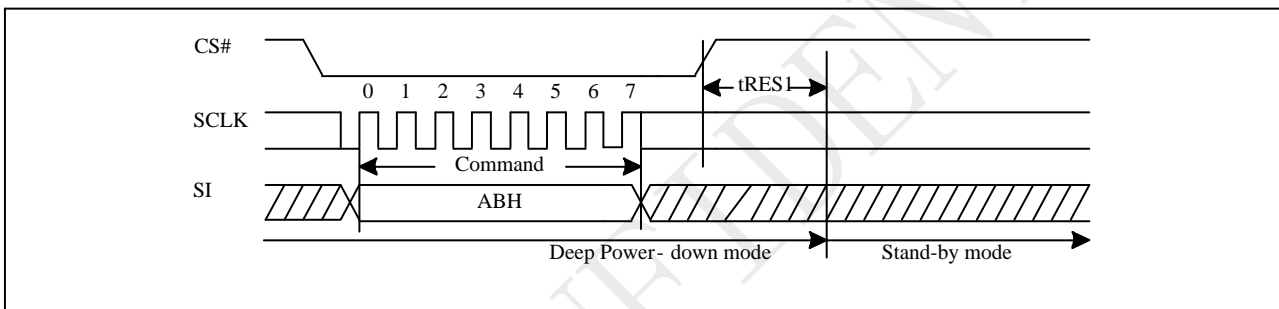 CS#
tRES1
0 1 2 3 4 5 6 7
SCLK
Command
SI
ABH
Deep Power- down mode
Stand-by mode